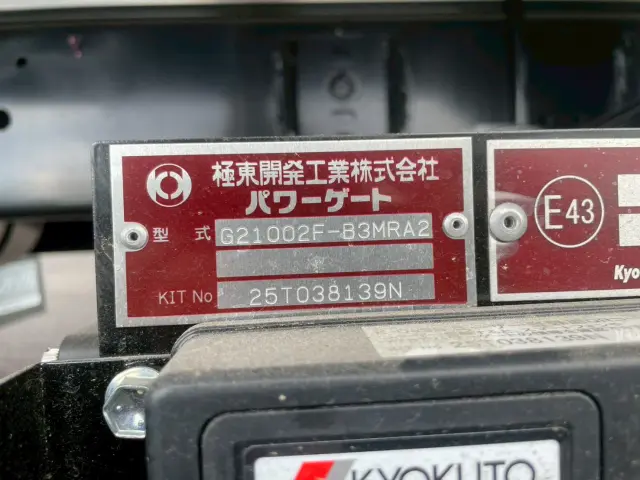 極東開発工業株式会社
パワーゲート
型 式 G21002F-83MRA2
KIT No 25T038139N
E43
Kyo
KYOKUTO